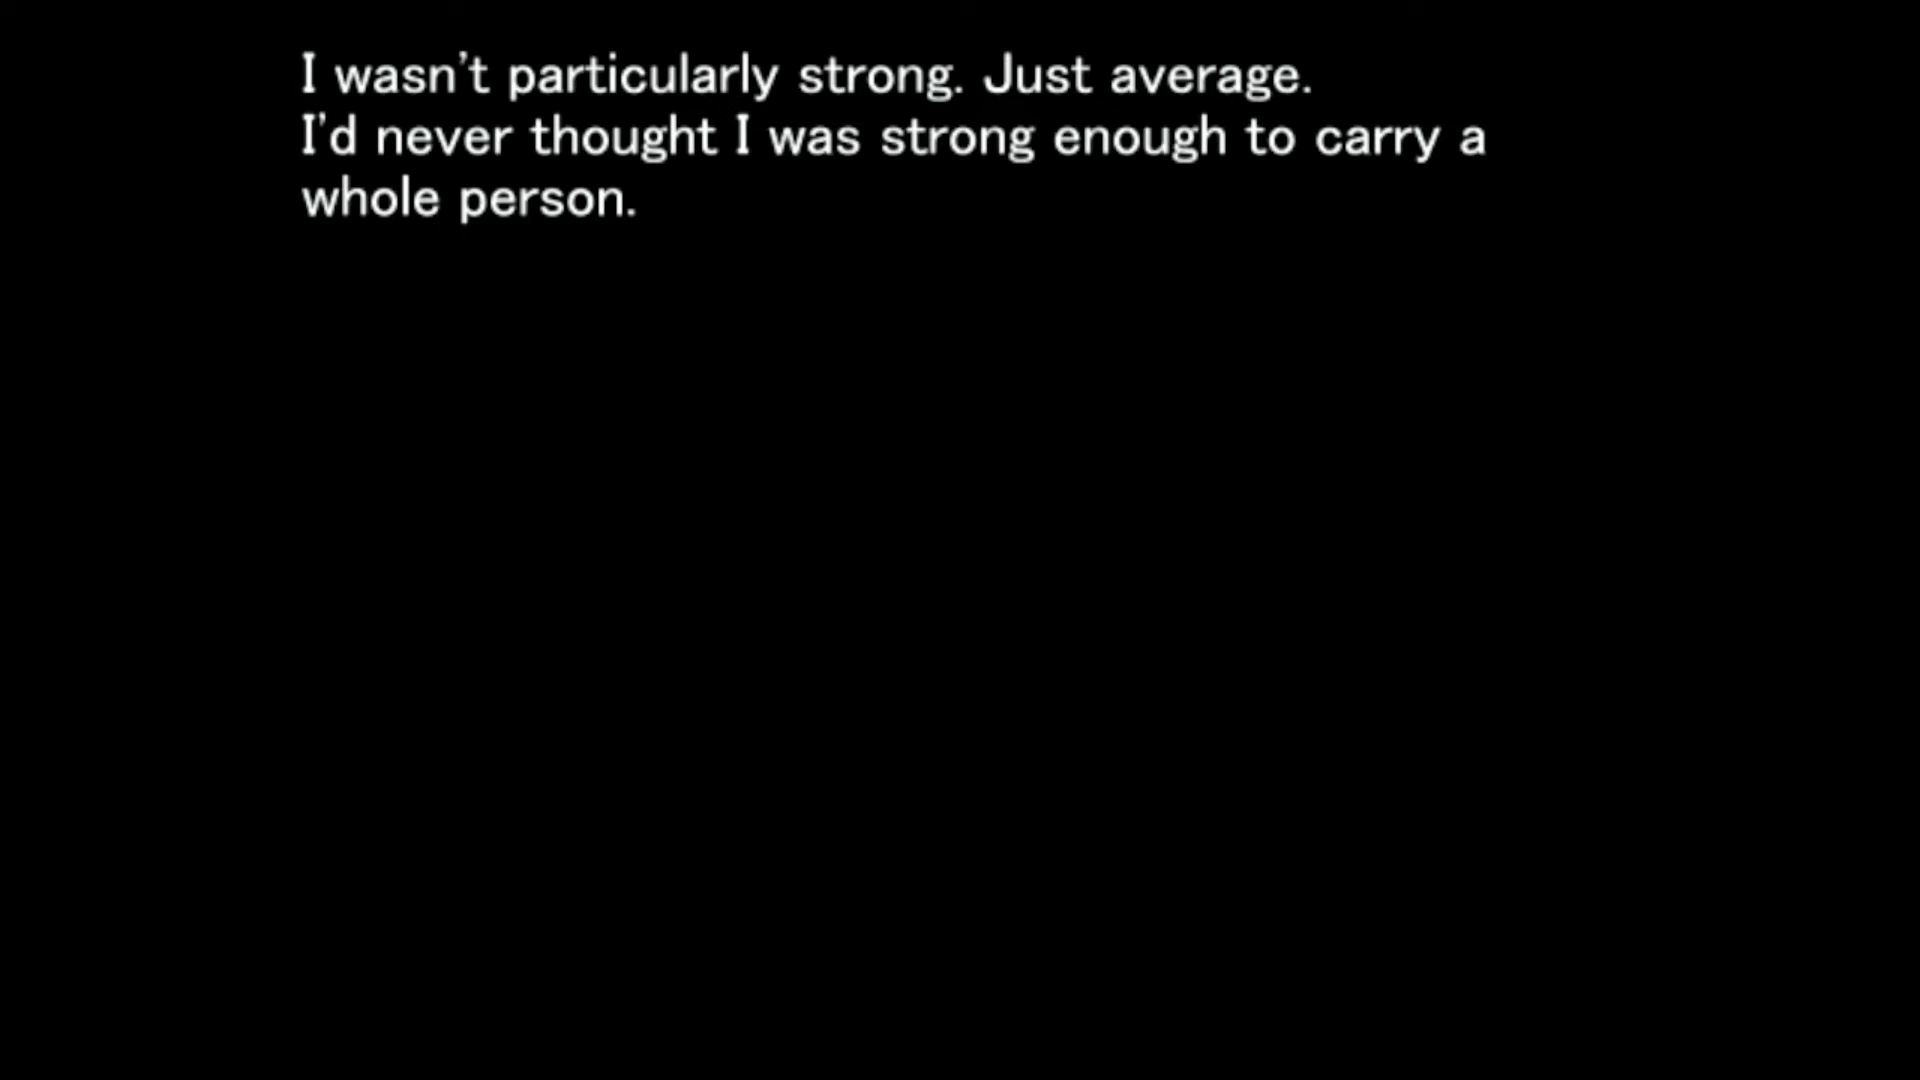 I wasn't particularly strong. Just average.
I'd never thought I was strong enough to carry a
whole person.